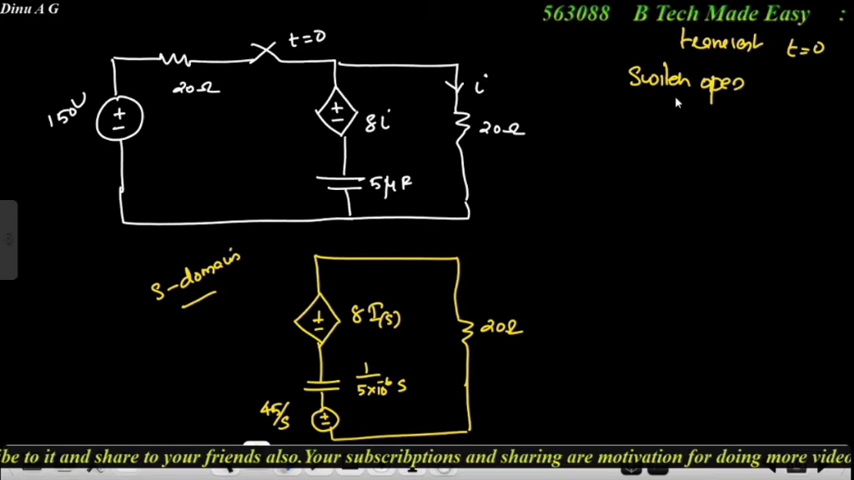 Dinu A G
563088 B Tech Made Easy :
transient t=0
Switch open
t=0
20Ω
150V
+
−
+
−
8i
i
20Ω
5μF
S-domain
+
−
8I(s)
20Ω
1
5×10⁻⁶ S
45/s
+
−
be to it and share to your friends also.Your subscribptions and sharing are motivation for doing more video